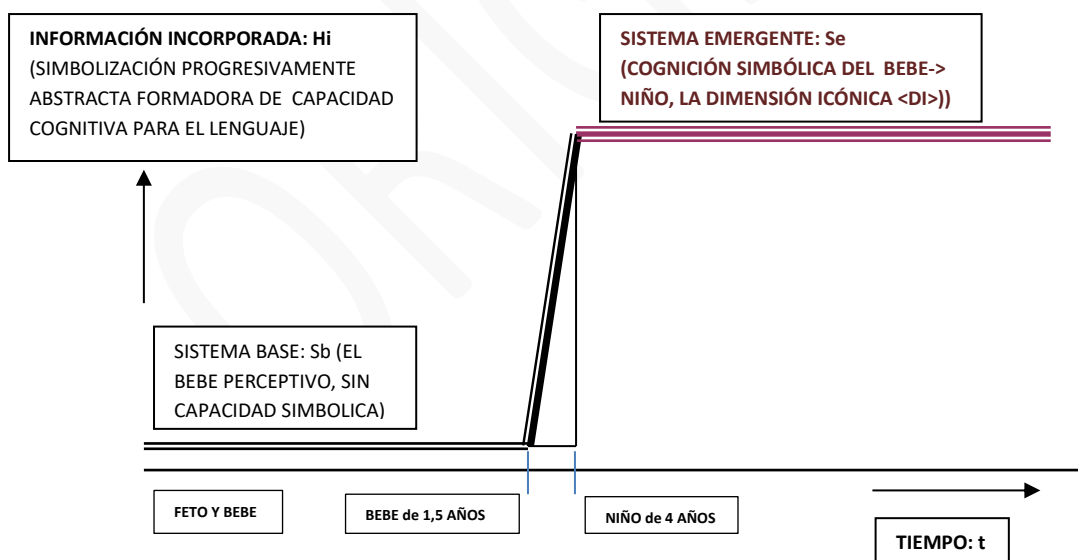 INFORMACIÓN INCORPORADA: Hi
(SIMBOLIZACIÓN PROGRESIVAMENTE
ABSTRACTA FORMADORA DE CAPACIDAD
COGNITIVA PARA EL LENGUAJE)
SISTEMA EMERGENTE: Se
(COGNICIÓN SIMBÓLICA DEL BEBE->
NIÑO, LA DIMENSIÓN ICÓNICA <DI>))
SISTEMA BASE: Sb (EL
BEBE PERCEPTIVO, SIN
CAPACIDAD SIMBOLICA)
FETO Y BEBE
BEBE de 1,5 AÑOS
NIÑO de 4 AÑOS
TIEMPO: t